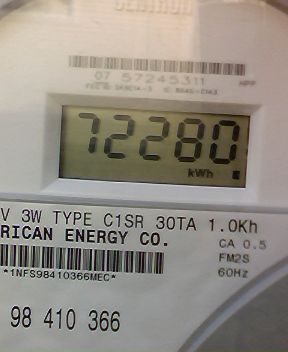 CENTRON
07 57245311
72280
kWh
V 3W TYPE C1SR 30TA 1.0Kh
RICAN ENERGY CO. CA 0.5
FM2S
*1NFS98410366MEC* 60Hz
98 410 366